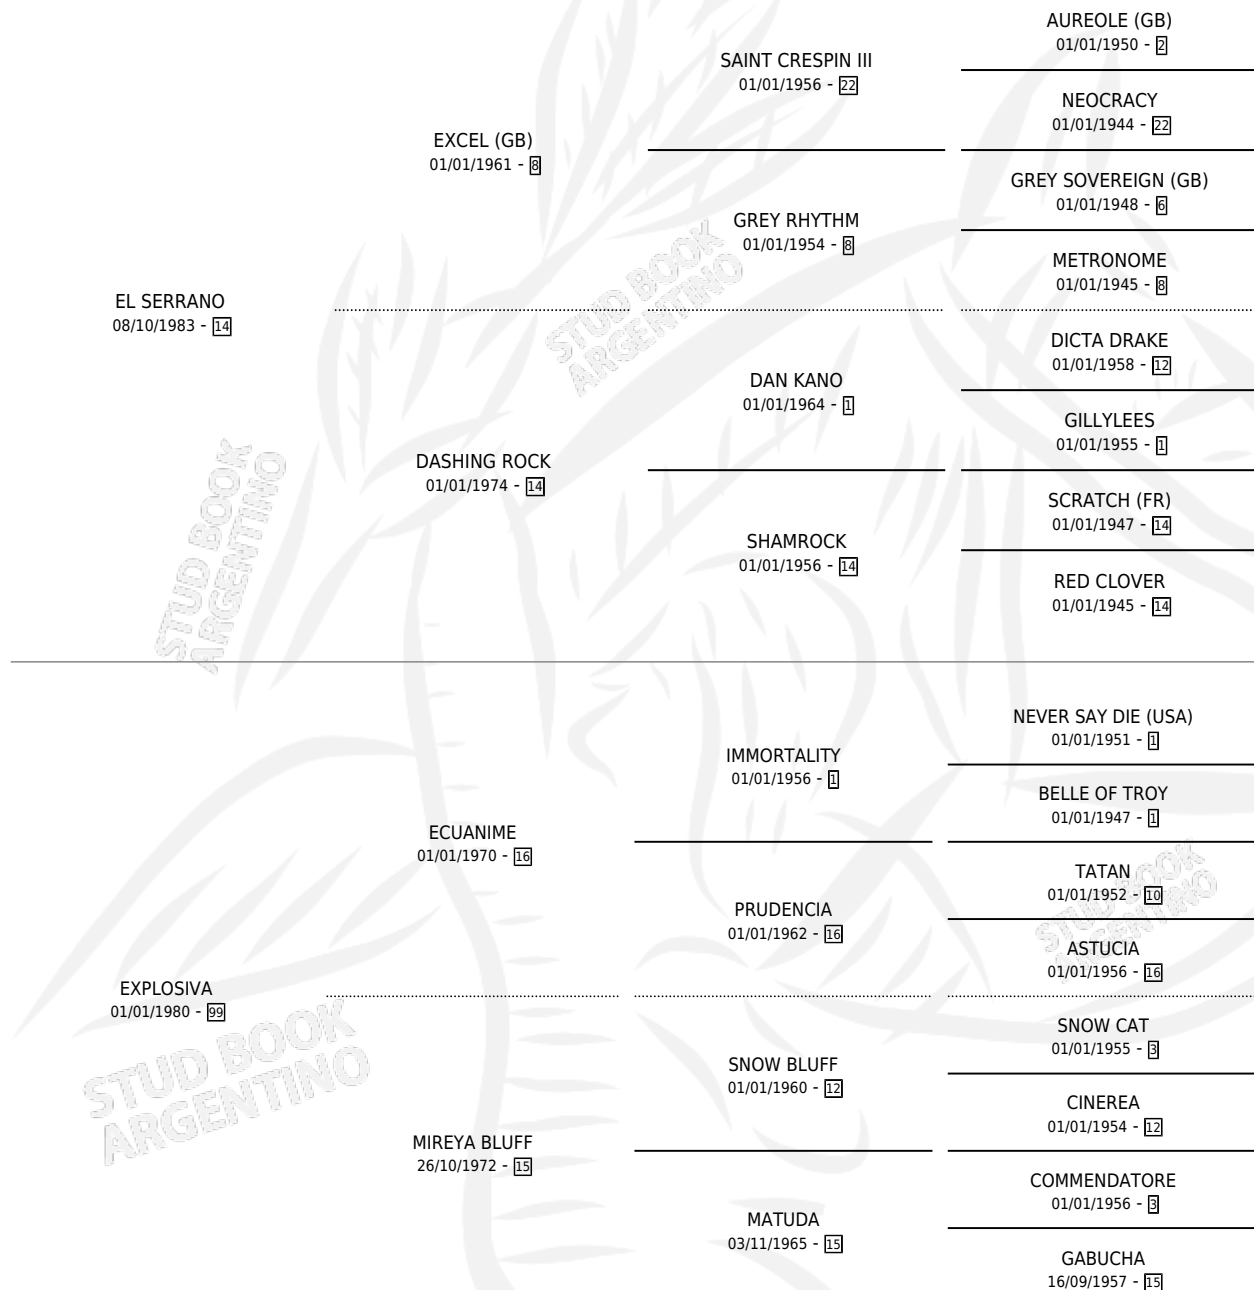 AUREOLE (GB)
01/01/1950 - 2
SAINT CRESPIN III
01/01/1956 - 22
NEOCRACY
01/01/1944 - 22
EXCEL (GB)
01/01/1961 - 8
GREY SOVEREIGN (GB)
01/01/1948 - 6
GREY RHYTHM
01/01/1954 - 8
METRONOME
01/01/1945 - 8
EL SERRANO
08/10/1983 - 14
DICTA DRAKE
01/01/1958 - 12
DAN KANO
01/01/1964 - 1
GILLYLEES
01/01/1955 - 1
DASHING ROCK
01/01/1974 - 14
SCRATCH (FR)
01/01/1947 - 14
SHAMROCK
01/01/1956 - 14
RED CLOVER
01/01/1945 - 14
NEVER SAY DIE (USA)
01/01/1951 - 1
IMMORTALITY
01/01/1956 - 1
BELLE OF TROY
01/01/1947 - 1
ECUANIME
01/01/1970 - 16
TATAN
01/01/1952 - 10
PRUDENCIA
01/01/1962 - 16
ASTUCIA
01/01/1956 - 16
EXPLOSIVA
01/01/1980 - 99
SNOW CAT
01/01/1955 - 3
SNOW BLUFF
01/01/1960 - 12
CINEREA
01/01/1954 - 12
MIREYA BLUFF
26/10/1972 - 15
COMMENDATORE
01/01/1956 - 3
MATUDA
03/11/1965 - 15
GABUCHA
16/09/1957 - 15
STUD BOOK
ARGENTINO
STUD BOOK
ARGENTINO
STUD BOOK
ARGENTINO
STUD BOOK
ARGENTINO